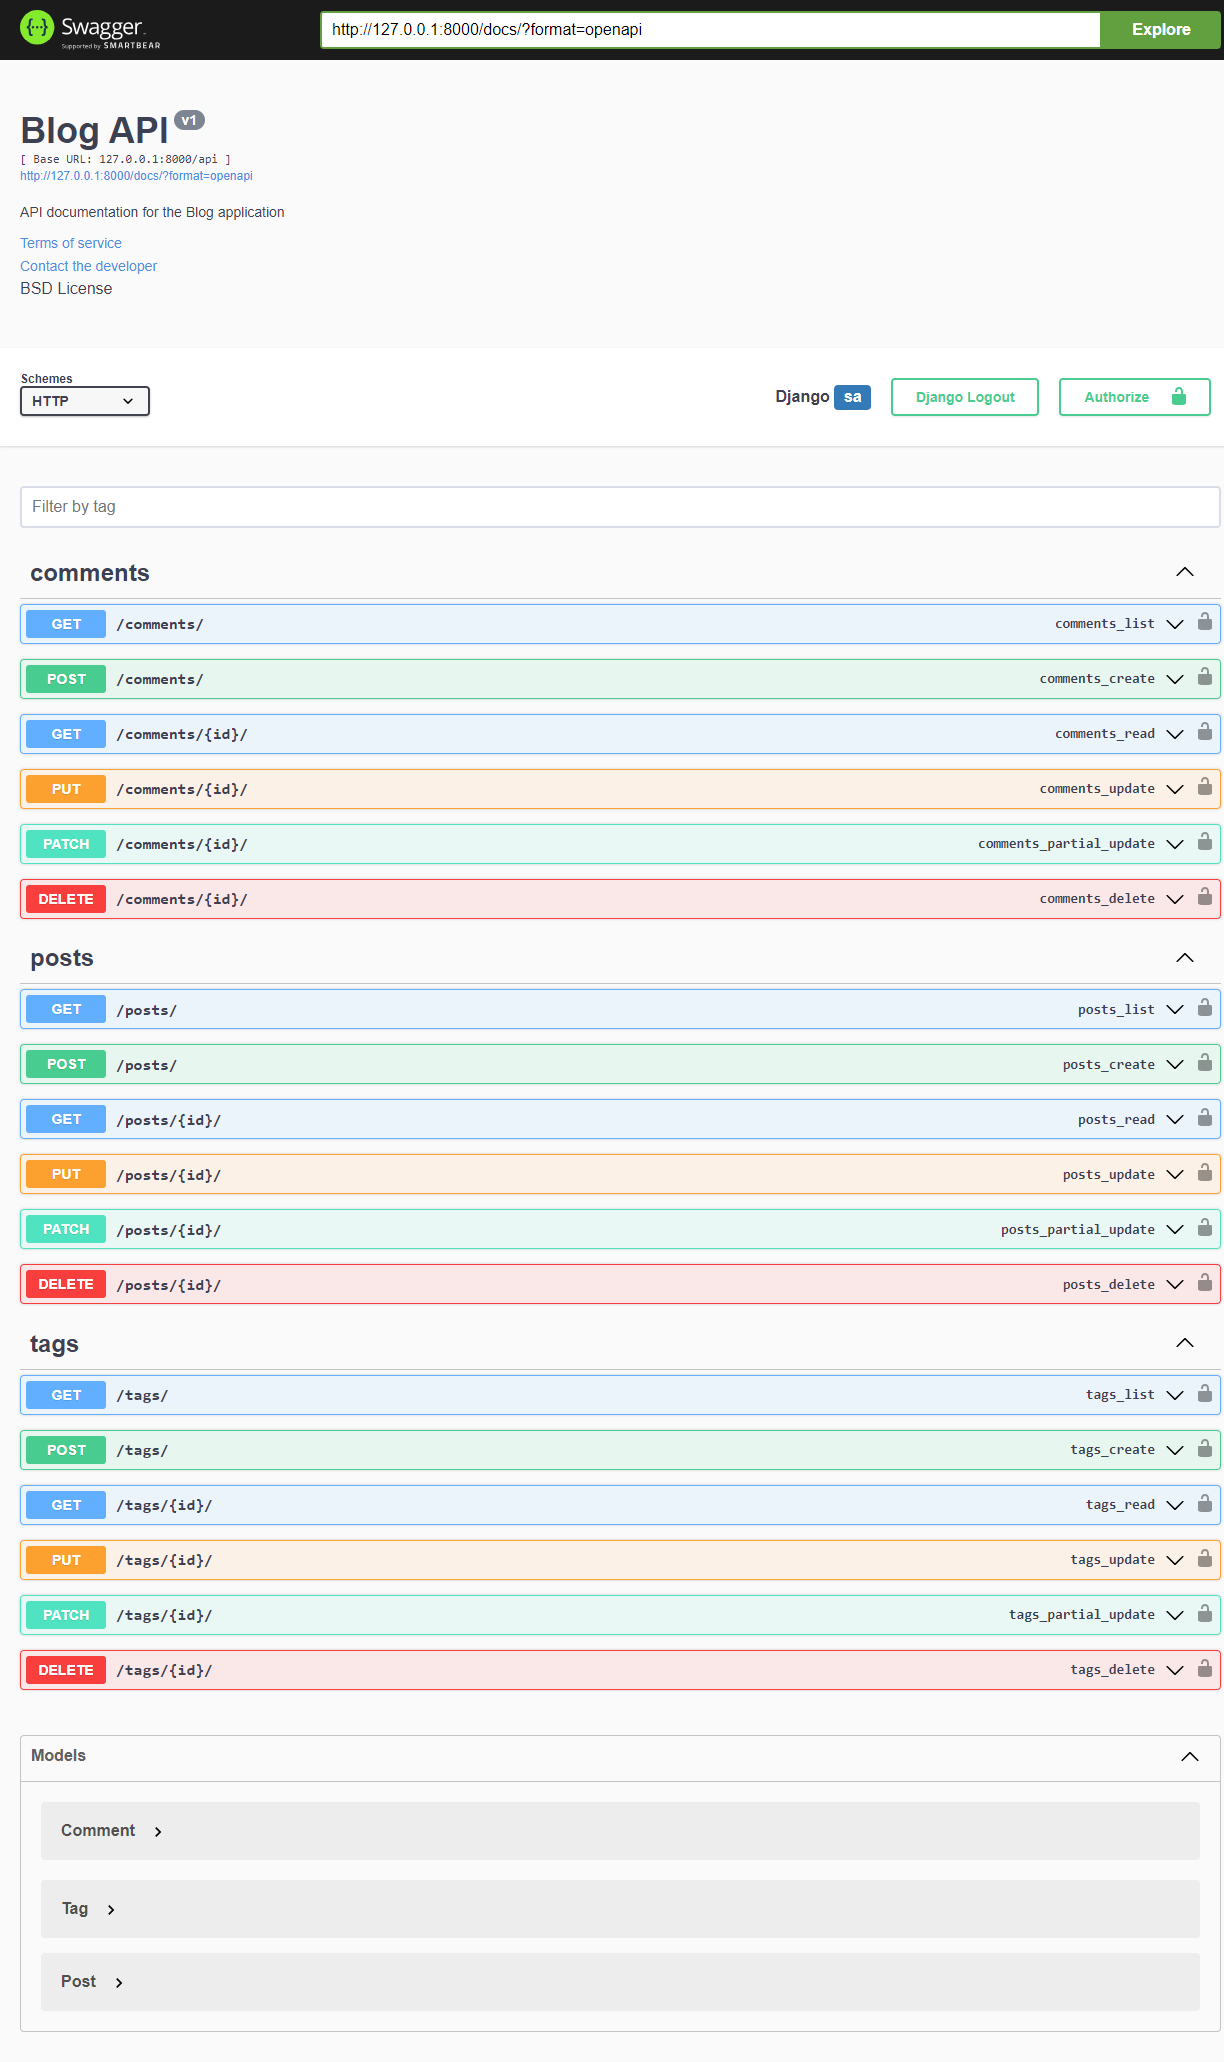 Swagger
Supported by SMARTBEAR
http://127.0.0.1:8000/docs/?format=openapi
Explore
Blog API v1
[ Base URL: 127.0.0.1:8000/api ]
http://127.0.0.1:8000/docs/?format=openapi
API documentation for the Blog application
Terms of service
Contact the developer
BSD License
Schemes
HTTP
Django sa
Django Logout
Authorize
Filter by tag
comments
GET /comments/ comments_list
POST /comments/ comments_create
GET /comments/{id}/ comments_read
PUT /comments/{id}/ comments_update
PATCH /comments/{id}/ comments_partial_update
DELETE /comments/{id}/ comments_delete
posts
GET /posts/ posts_list
POST /posts/ posts_create
GET /posts/{id}/ posts_read
PUT /posts/{id}/ posts_update
PATCH /posts/{id}/ posts_partial_update
DELETE /posts/{id}/ posts_delete
tags
GET /tags/ tags_list
POST /tags/ tags_create
GET /tags/{id}/ tags_read
PUT /tags/{id}/ tags_update
PATCH /tags/{id}/ tags_partial_update
DELETE /tags/{id}/ tags_delete
Models
Comment
Tag
Post